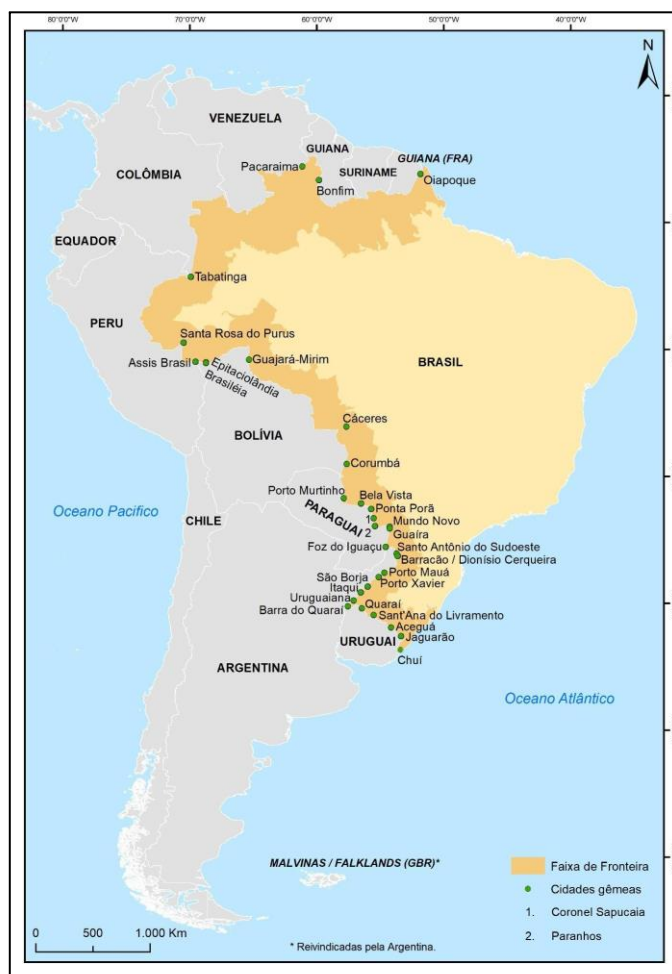 80°0'0"W 70°0'0"W 60°0'0"W 50°0'0"W 40°0'0"W
N
VENEZUELA
GUIANA
GUIANA (FRA)
Pacaraima
SURINAME
COLÔMBIA
Bonfim
Oiapoque
EQUADOR
Tabatinga
PERU
Santa Rosa do Purus
Assis Brasil
Epitaciolândia
Brasiléia
Guajará-Mirim
BRASIL
Cáceres
BOLÍVIA
Corumbá
Porto Murtinho
Bela Vista
Oceano Pacifico
CHILE
PARAGUAI
Ponta Porã
1
Mundo Novo
2
Guaíra
Foz do Iguaçu
Santo Antônio do Sudoeste
Barracão / Dionísio Cerqueira
Porto Mauá
São Borja
Porto Xavier
Itaqui
Uruguaiana
Quaraí
Barra do Quaraí
Sant'Ana do Livramento
Aceguá
URUGUAI
Jaguarão
Chuí
ARGENTINA
Oceano Atlântico
MALVINAS / FALKLANDS (GBR)*
Faixa de Fronteira
Cidades gêmeas
1. Coronel Sapucaia
2. Paranhos
0 500 1.000 Km
* Reivindicadas pela Argentina.